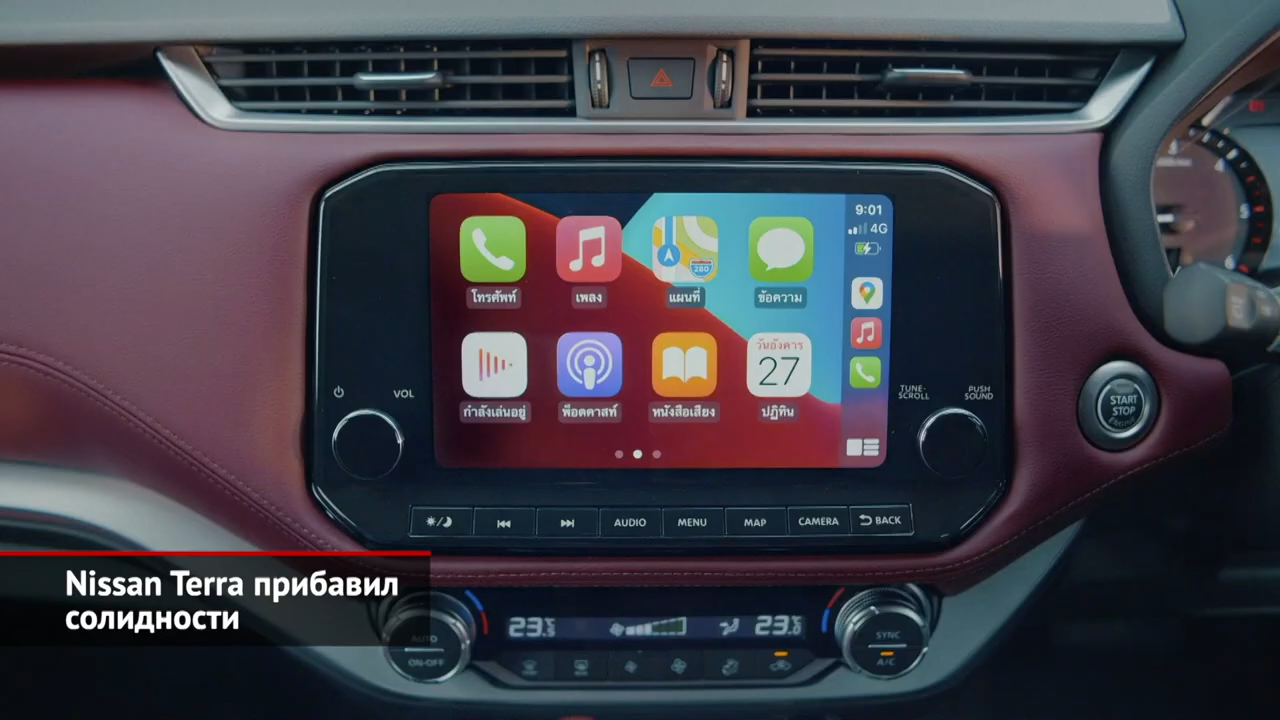 9:01
4G
280
โทรศัพท์
เพลง
แผนที่
ข้อความ
วันอังคาร
27
กำลังเล่นอยู่
พ็อดคาสท์
หนังสือเสียง
ปฏิทิน
VOL
TUNE-
SCROLL
PUSH
SOUND
START
STOP
ENGINE
AUDIO
MENU
MAP
CAMERA
BACK
Nissan Terra прибавил
солидности
AUTO
ON-OFF
23
23
SYNC
A/C